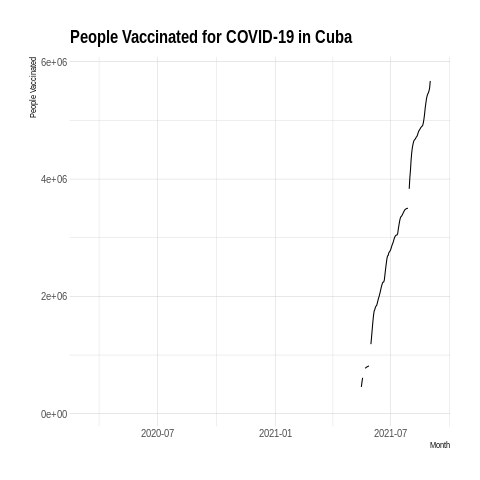 People Vaccinated for COVID-19 in Cuba
People Vaccinated
6e+06
4e+06
2e+06
0e+00
2020-07 2021-01 2021-07
Month